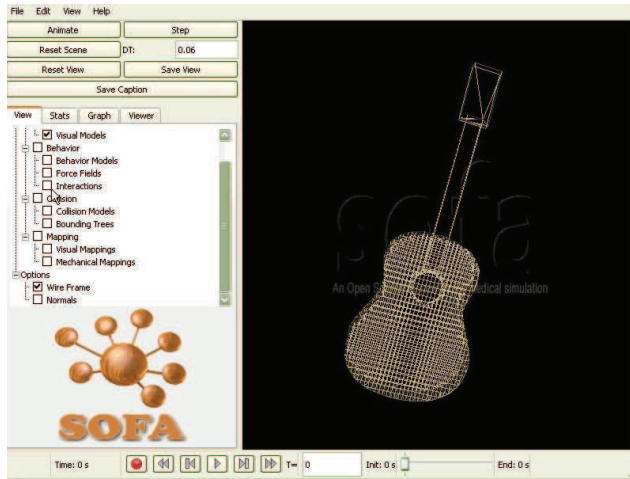 File Edit View Help
Animate Step
Reset Scene DT: 0.06
Reset View Save View
Save Caption
View Stats Graph Viewer
Visual Models
Behavior
Behavior Models
Force Fields
Interactions
Collision
Collision Models
Bounding Trees
Mapping
Visual Mappings
Mechanical Mappings
Options
Wire Frame
Normals
SOFA
sofa
An Open S edical simulation
Time: 0 s T= 0 Init: 0 s End: 0 s